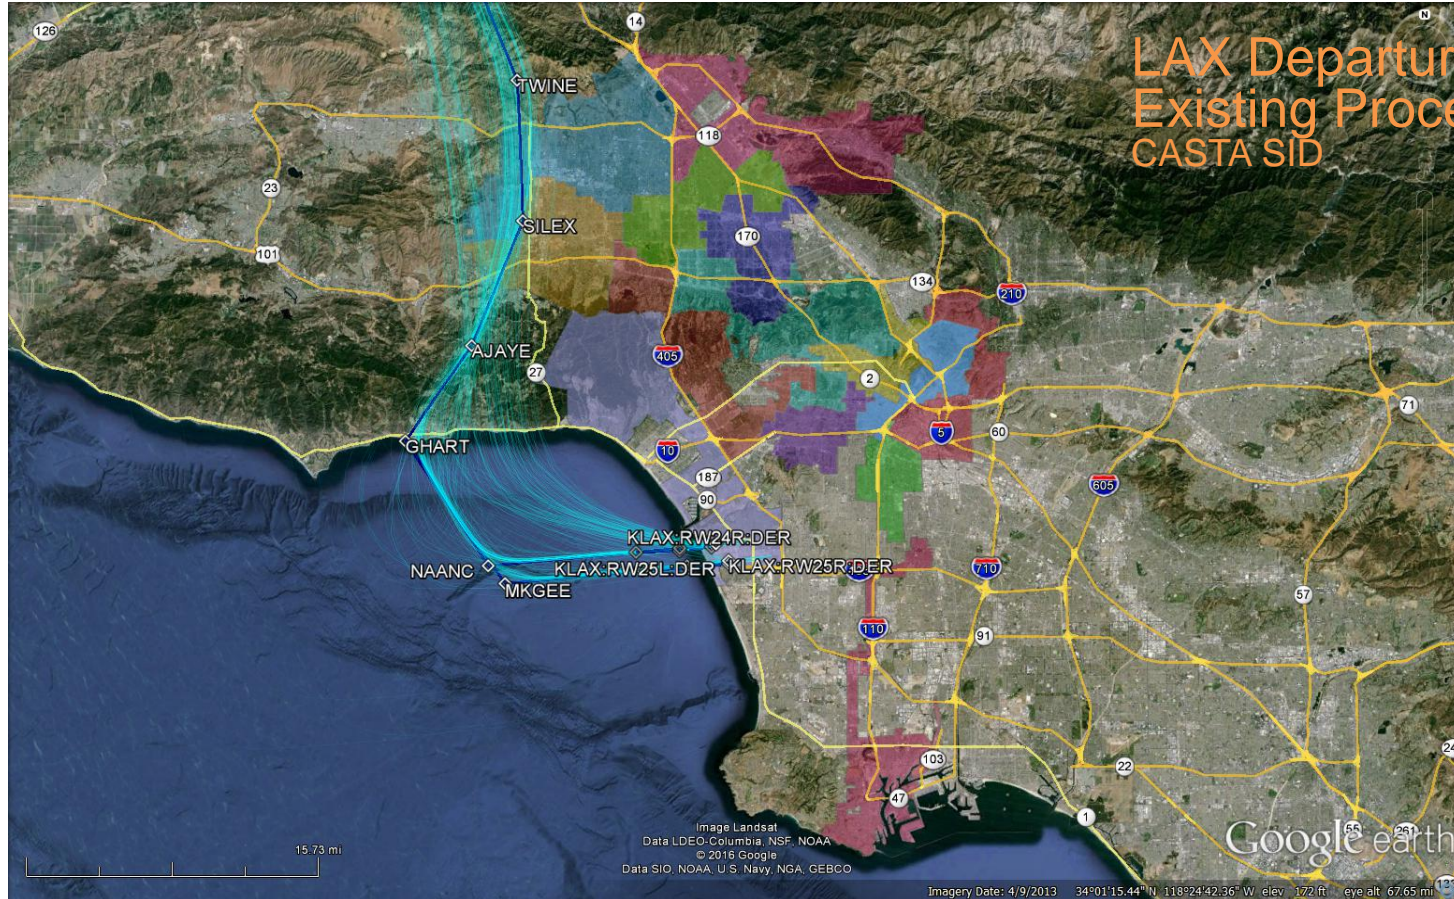 N
126
14
LAX Departur
Existing Proce
CASTA SID
TWINE
118
23
SILEX
170
101
134
210
AJAYE
405
27
2
71
GHART
5
60
10
187
605
90
KLAX:RW24R:DER
NAANC
KLAX:RW25L:DER
KLAX:RW25R:DER
710
MKGEE
57
110
91
103
22
24
47
1
Image Landsat
Data LDEO-Columbia, NSF, NOAA
© 2016 Google
Data SIO, NOAA, U.S. Navy, NGA, GEBCO
55
261
Google earth
15.73 mi
Imagery Date: 4/9/2013 34°01'15.44" N 118°24'42.36" W elev 172 ft eye alt 67.65 mi